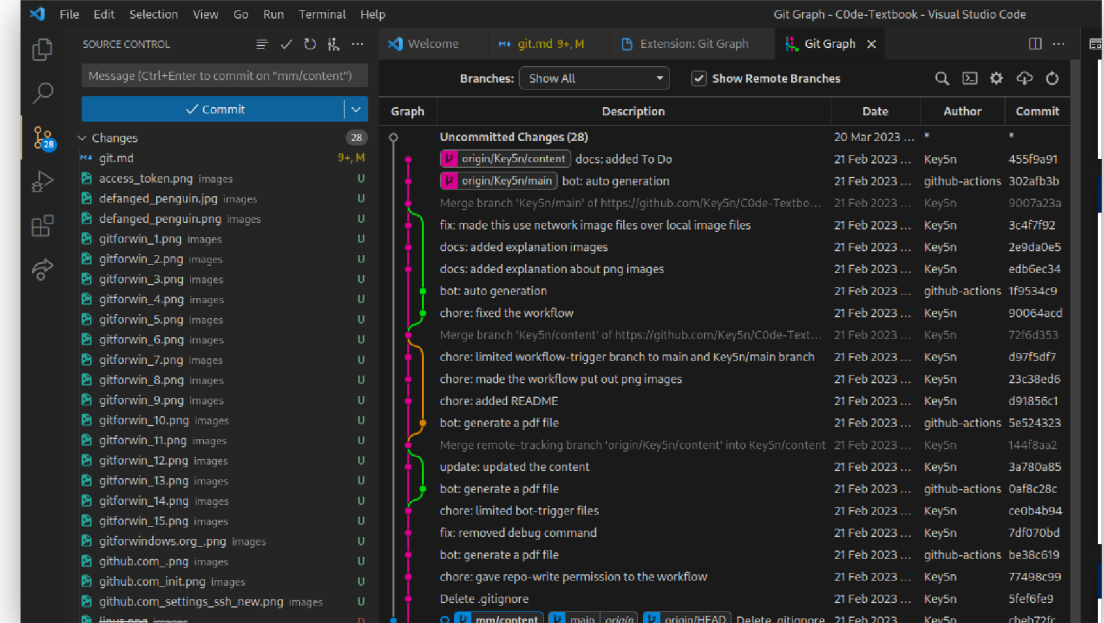 File Edit Selection View Go Run Terminal Help Git Graph - C0de-Textbook - Visual Studio Code
SOURCE CONTROL
Welcome
git.md 9+, M
Extension: Git Graph
Git Graph
Message (Ctrl+Enter to commit on "mm/content")
Commit
Changes 28
28
git.md 9+, M
access_token.png images U
defanged_penguin.jpg images U
defanged_penguin.png images U
gitforwin_1.png images U
gitforwin_2.png images U
gitforwin_3.png images U
gitforwin_4.png images U
gitforwin_5.png images U
gitforwin_6.png images U
gitforwin_7.png images U
gitforwin_8.png images U
gitforwin_9.png images U
gitforwin_10.png images U
gitforwin_11.png images U
gitforwin_12.png images U
gitforwin_13.png images U
gitforwin_14.png images U
gitforwin_15.png images U
gitforwindows.org_.png images U
github.com_.png images U
github.com_init.png images U
github.com_settings_ssh_new.png images U
linus.png images D
Branches: Show All Show Remote Branches
Graph Description Date Author Commit
Uncommitted Changes (28) 20 Mar 2023 ... * *
origin/Key5n/content docs: added To Do 21 Feb 2023 ... Key5n 455f9a91
origin/Key5n/main bot: auto generation 21 Feb 2023 ... github-actions 302afb3b
Merge branch 'Key5n/main' of https://github.com/Key5n/C0de-Textbo... 21 Feb 2023 ... Key5n 9007a23a
fix: made this use network image files over local image files 21 Feb 2023 ... Key5n 3c4f7f92
docs: added explanation images 21 Feb 2023 ... Key5n 2e9da0e5
docs: added explanation about png images 21 Feb 2023 ... Key5n edb6ec34
bot: auto generation 21 Feb 2023 ... github-actions 1f9534c9
chore: fixed the workflow 21 Feb 2023 ... Key5n 90064acd
Merge branch 'Key5n/content' of https://github.com/Key5n/C0de-Text... 21 Feb 2023 ... Key5n 72f6d353
chore: limited workflow-trigger branch to main and Key5n/main branch 21 Feb 2023 ... Key5n d97f5df7
chore: made the workflow put out png images 21 Feb 2023 ... Key5n 23c38ed6
chore: added README 21 Feb 2023 ... Key5n d91856c1
bot: generate a pdf file 21 Feb 2023 ... github-actions 5e524323
Merge remote-tracking branch 'origin/Key5n/content' into Key5n/content 21 Feb 2023 ... Key5n 144f8aa2
update: updated the content 21 Feb 2023 ... Key5n 3a780a85
bot: generate a pdf file 21 Feb 2023 ... github-actions 0af8c28c
chore: limited bot-trigger files 21 Feb 2023 ... Key5n ce0b4b94
fix: removed debug command 21 Feb 2023 ... Key5n 7df070bd
bot: generate a pdf file 21 Feb 2023 ... github-actions be38c619
chore: gave repo-write permission to the workflow 21 Feb 2023 ... Key5n 77498c99
Delete .gitignore 21 Feb 2023 ... Key5n 5fef6fe9
mm/content main origin origin/HEAD Delete .gitignore 21 Feb 2023 ... Key5n cbeb72fc